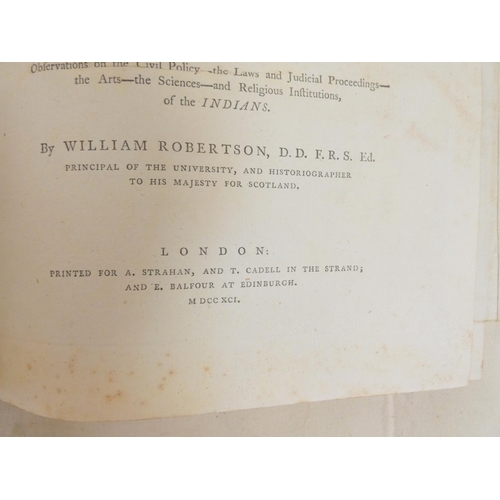 Observations on the Civil Policy—the Laws and Judicial Proceedings—
the Arts—the Sciences—and Religious Institutions,
of the INDIANS.
By WILLIAM ROBERTSON, D.D. F.R.S. Ed.
PRINCIPAL OF THE UNIVERSITY, AND HISTORIOGRAPHER
TO HIS MAJESTY FOR SCOTLAND.
LONDON:
PRINTED FOR A. STRAHAN, AND T. CADELL IN THE STRAND;
AND E. BALFOUR AT EDINBURGH.
M DCC XCI.